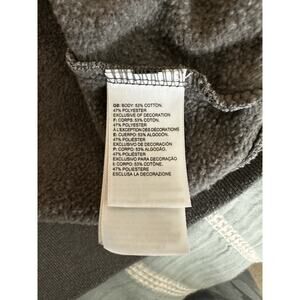 GB: BODY: 53% COTTON,
47% POLYESTER
EXCLUSIVE OF DECORATION
F: CORPS: 53% COTON,
47% POLYESTER
A L'EXCEPTION DES DECORATIONS
E: CUERPO: 53% ALGODÓN,
47% POLIÉSTER
EXCLUSIVO DE DECORACIÓN
P: CORPO: 53% ALGODÃO,
47% POLIÉSTER
EXCLUSIVO PARA DECORAÇÃO
I: CORPO: 53% COTONE,
47% POLIESTERE
ESCLUSA LA DECORAZIONE